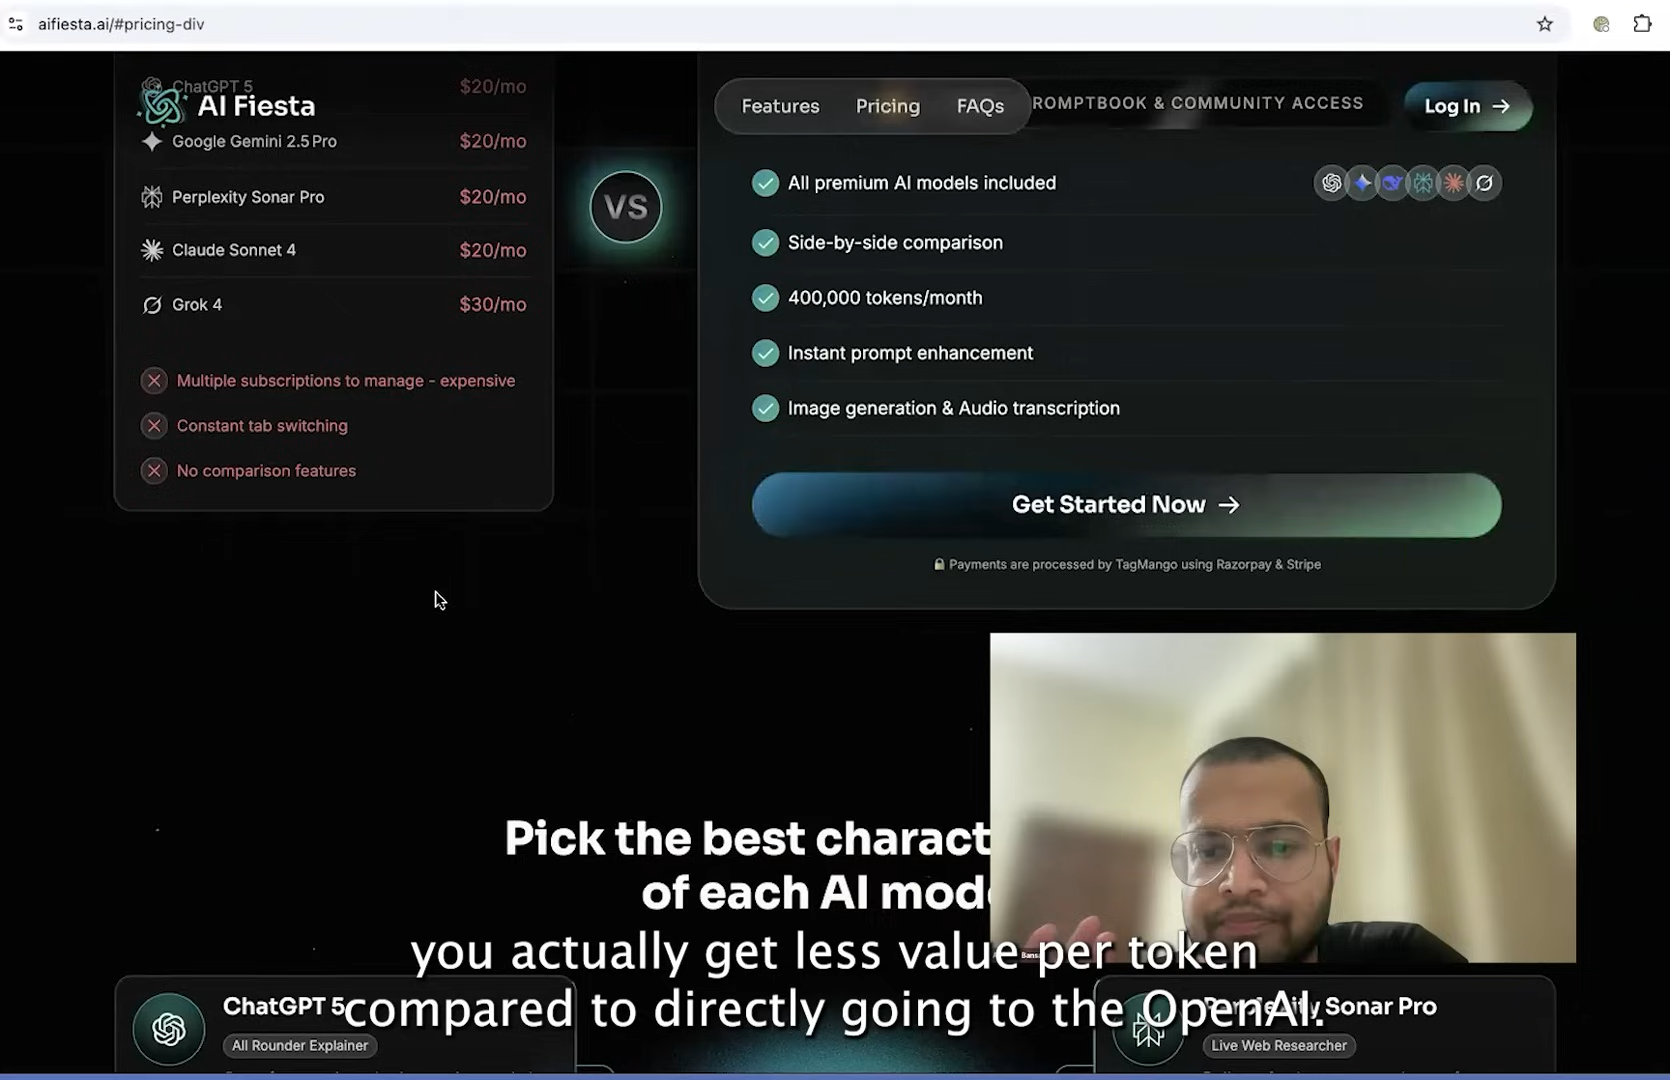 aifiesta.ai/#pricing-div
ChatGPT 5 $20/mo
AI Fiesta
Features Pricing FAQs
ROMPTBOOK & COMMUNITY ACCESS
Log In →
Google Gemini 2.5 Pro $20/mo
Perplexity Sonar Pro $20/mo
Claude Sonnet 4 $20/mo
Grok 4 $30/mo
Multiple subscriptions to manage - expensive
Constant tab switching
No comparison features
VS
All premium AI models included
Side-by-side comparison
400,000 tokens/month
Instant prompt enhancement
Image generation & Audio transcription
Get Started Now →
Payments are processed by TagMango using Razorpay & Stripe
Pick the best charact
of each AI mod
you actually get less value per token
compared to directly going to the OpenAI.
ChatGPT 5
All Rounder Explainer
Perplexity Sonar Pro
Live Web Researcher